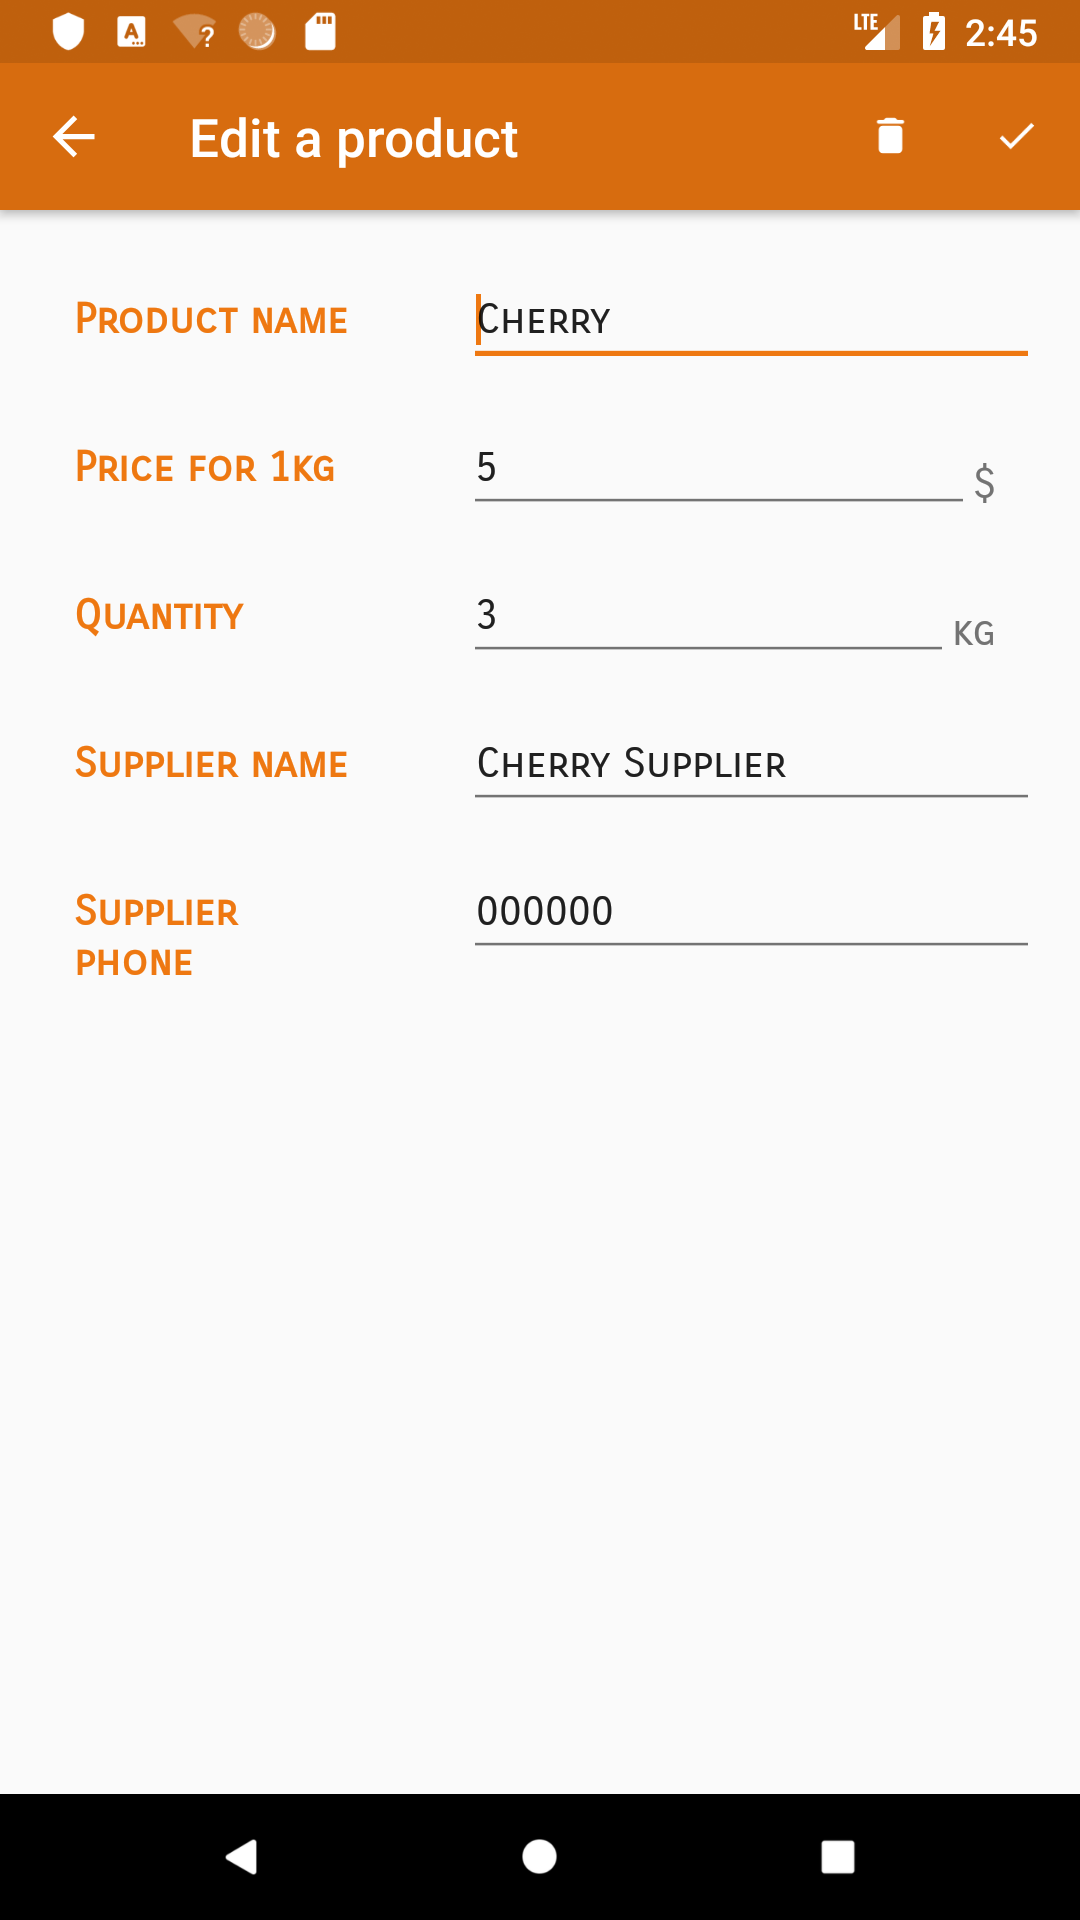 LTE 2:45
Edit a product
Product name Cherry
Price for 1kg 5 $
Quantity 3 kg
Supplier name Cherry Supplier
Supplier phone 000000